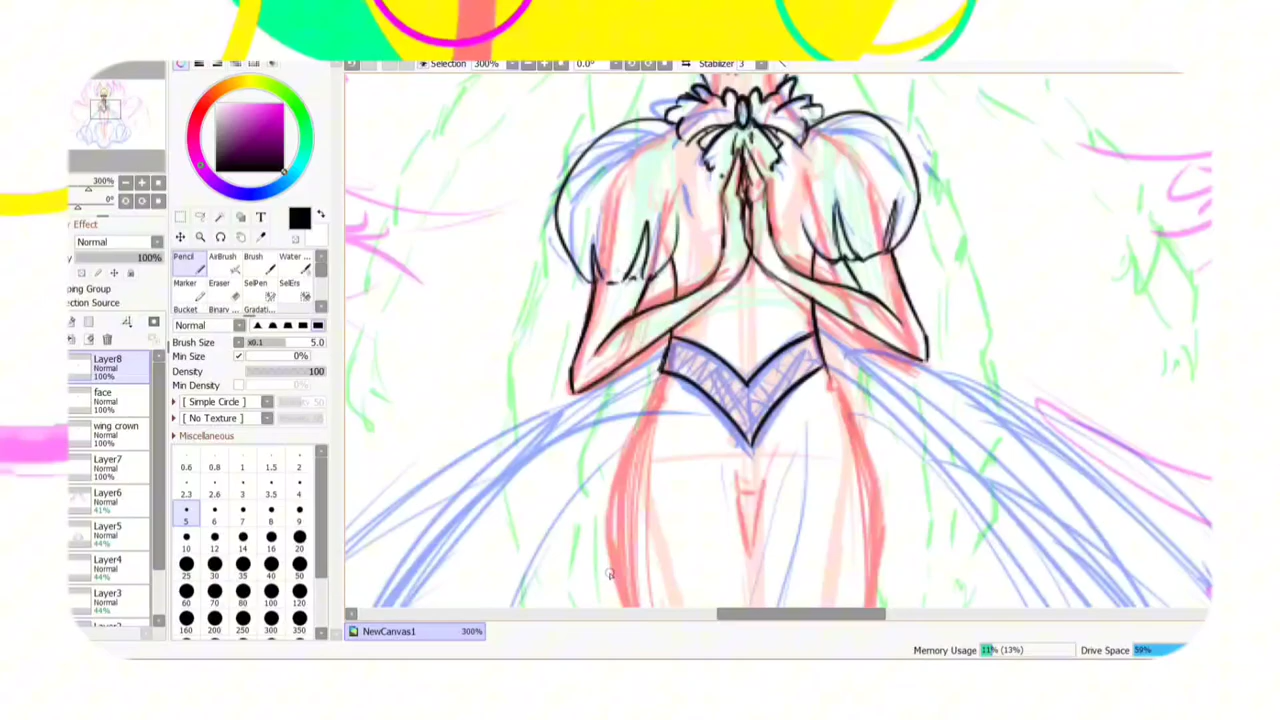 Selection 300% 0.0° Stabilizer 3
300%
0°
Effect
Normal
100%
ping Group
ection Source
Layer8
Normal
100%
face
Normal
100%
wing crown
Normal
100%
Layer7
Normal
100%
Layer6
Normal
41%
Layer5
Normal
44%
Layer4
Normal
44%
Layer3
Normal
44%
T
Pencil AirBrush Brush Water ...
Marker Eraser SelPen SelErs
Bucket Binary ... Gradati...
Normal
Brush Size x0.1 5.0
Min Size 0%
Density 100
Min Density 0%
[ Simple Circle ] 50
[ No Texture ]
Miscellaneous
0.6 0.8 1 1.5 2
2.3 2.6 3 3.5 4
5 6 7 8 9
10 12 14 16 20
25 30 35 40 50
60 70 80 100 120
160 200 250 300 350
NewCanvas1 300%
Memory Usage 11% (13%) Drive Space 59%